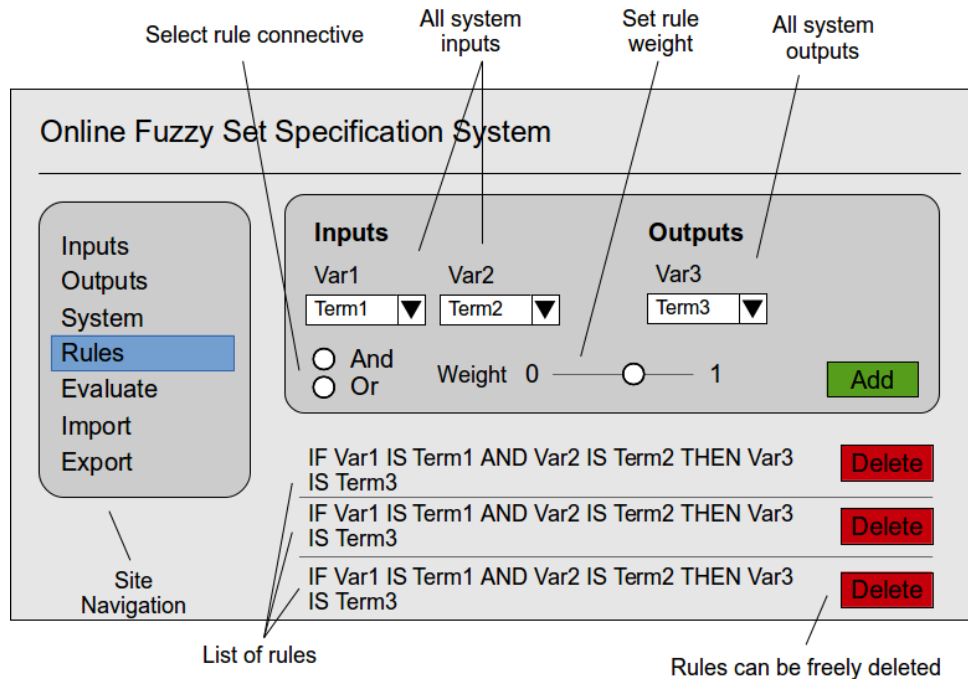 Select rule connective
All system
inputs
Set rule
weight
All system
outputs
Online Fuzzy Set Specification System
Inputs
Outputs
System
Rules
Evaluate
Import
Export
Inputs
Outputs
Var1
Var2
Var3
Term1
Term2
Term3
And
Or
Weight 0
1
Add
IF Var1 IS Term1 AND Var2 IS Term2 THEN Var3
IS Term3
Delete
IF Var1 IS Term1 AND Var2 IS Term2 THEN Var3
IS Term3
Delete
IF Var1 IS Term1 AND Var2 IS Term2 THEN Var3
IS Term3
Delete
Site
Navigation
List of rules
Rules can be freely deleted